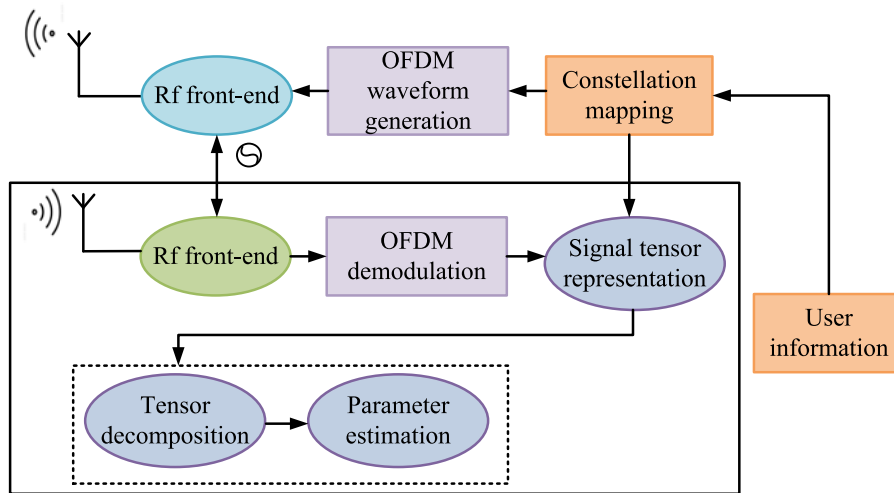 Rf front-end
OFDM
waveform
generation
Constellation
mapping
Rf front-end
OFDM
demodulation
Signal tensor
representation
User
information
Tensor
decomposition
Parameter
estimation